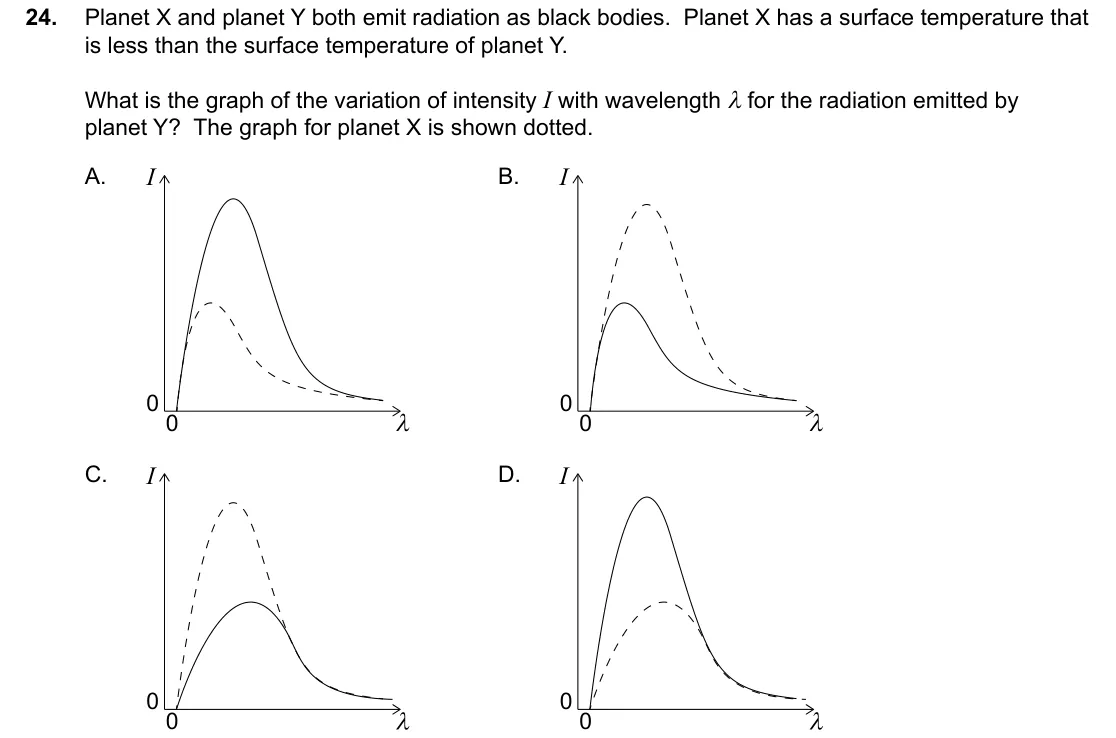 24. Planet X and planet Y both emit radiation as black bodies. Planet X has a surface temperature that
is less than the surface temperature of planet Y.
What is the graph of the variation of intensity I with wavelength λ for the radiation emitted by
planet Y? The graph for planet X is shown dotted.
A. I
0
0 λ
B. I
0
0 λ
C. I
0
0 λ
D. I
0
0 λ